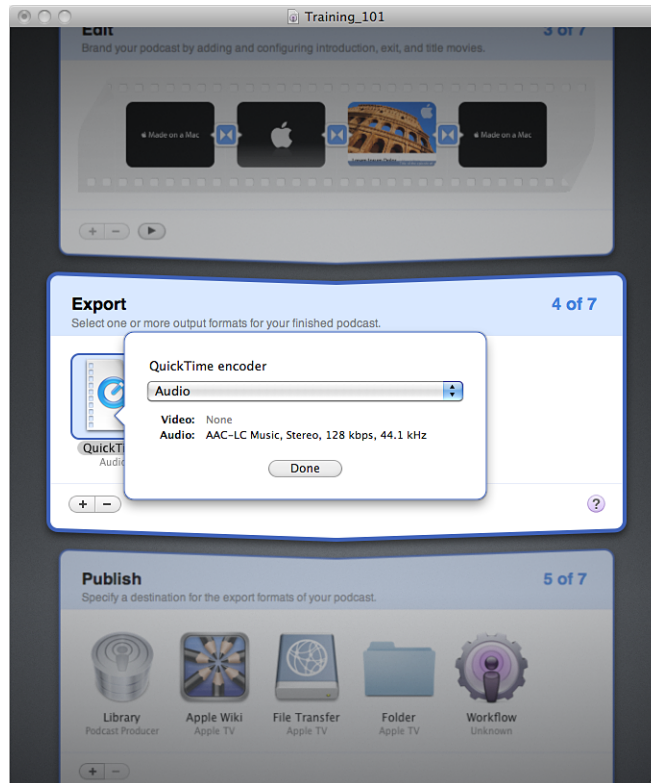 Training_101
Edit
3 of 7
Brand your podcast by adding and configuring introduction, exit, and title movies.
Made on a Mac
Made on a Mac
Export
4 of 7
Select one or more output formats for your finished podcast.
QuickTime encoder
Audio
Video: None
Audio: AAC-LC Music, Stereo, 128 kbps, 44.1 kHz
Done
QuickTi
Audio
+ −
?
Publish
5 of 7
Specify a destination for the export formats of your podcast.
Library
Podcast Producer
Apple Wiki
Apple TV
File Transfer
Apple TV
Folder
Apple TV
Workflow
Unknown